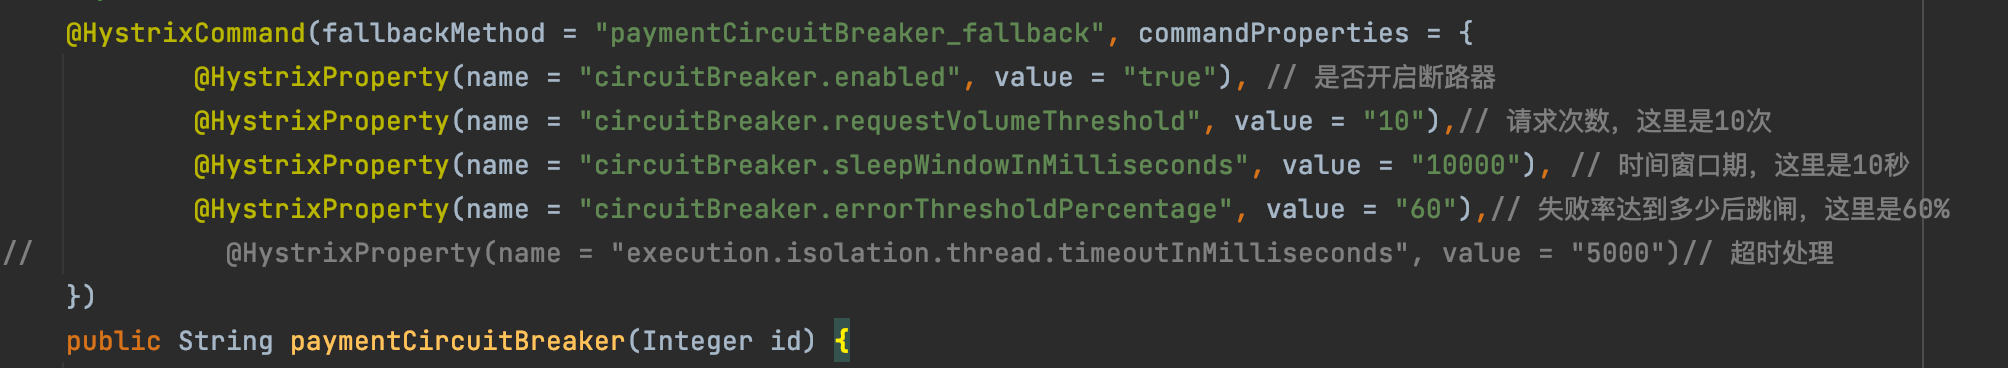 @HystrixCommand(fallbackMethod = "paymentCircuitBreaker_fallback", commandProperties = {
@HystrixProperty(name = "circuitBreaker.enabled", value = "true"), // 是否开启断路器
@HystrixProperty(name = "circuitBreaker.requestVolumeThreshold", value = "10"),// 请求次数，这里是10次
@HystrixProperty(name = "circuitBreaker.sleepWindowInMilliseconds", value = "10000"), // 时间窗口期，这里是10秒
@HystrixProperty(name = "circuitBreaker.errorThresholdPercentage", value = "60"),// 失败率达到多少后跳闸，这里是60%
// @HystrixProperty(name = "execution.isolation.thread.timeoutInMilliseconds", value = "5000")// 超时处理
})
public String paymentCircuitBreaker(Integer id) {